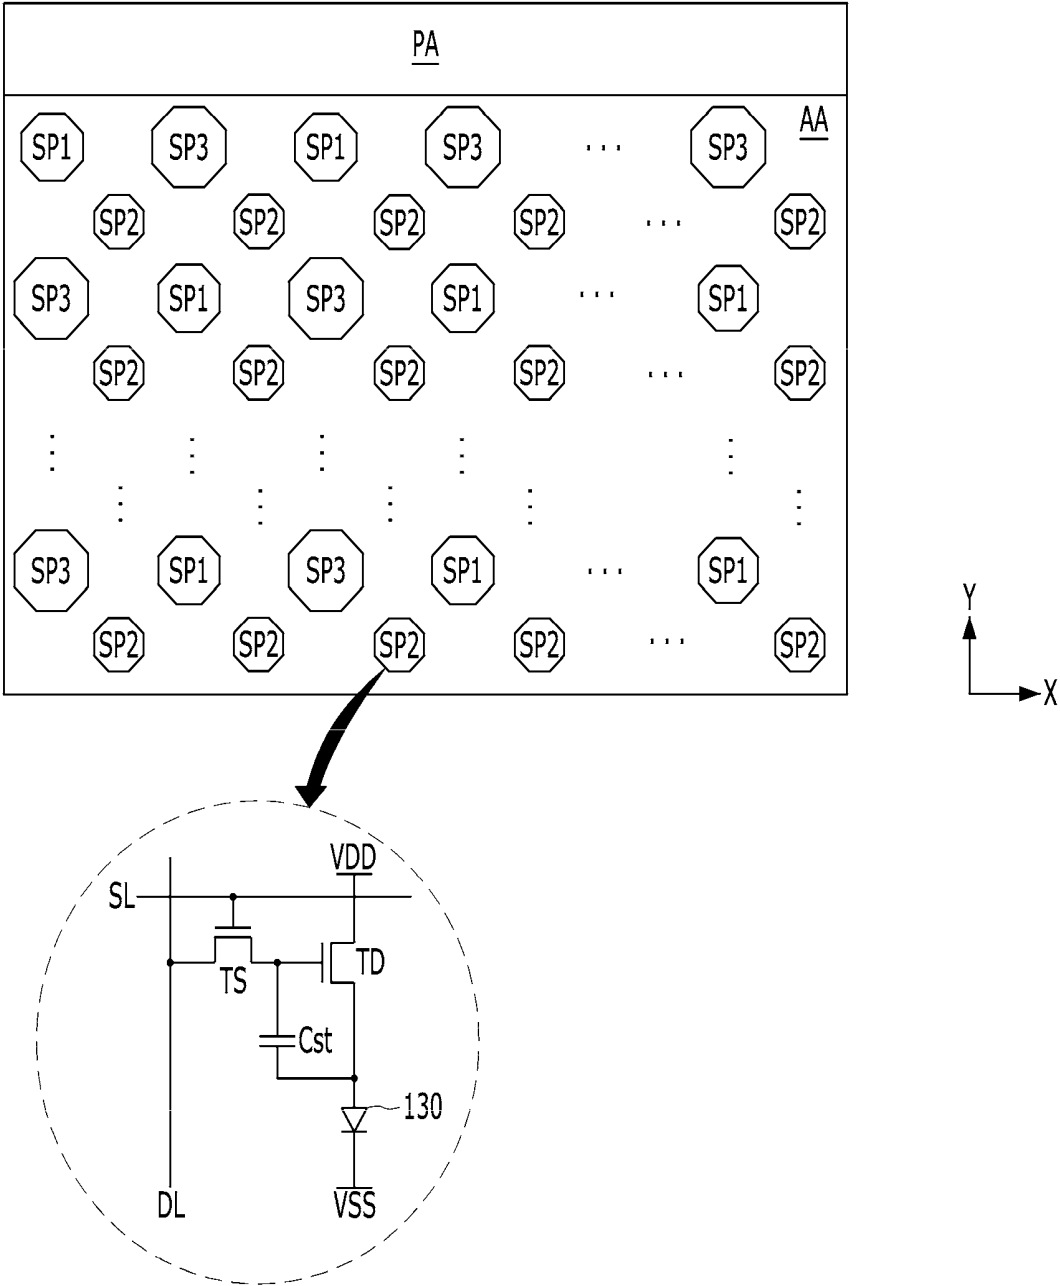 PA
AA
SP1 SP3 SP1 SP3 ... SP3
SP2 SP2 SP2 SP2 ... SP2
SP3 SP1 SP3 SP1 ... SP1
SP2 SP2 SP2 SP2 ... SP2
SP3 SP1 SP3 SP1 ... SP1
SP2 SP2 SP2 SP2 ... SP2
Y
X
VDD
SL
TD
TS
Cst
130
DL
VSS